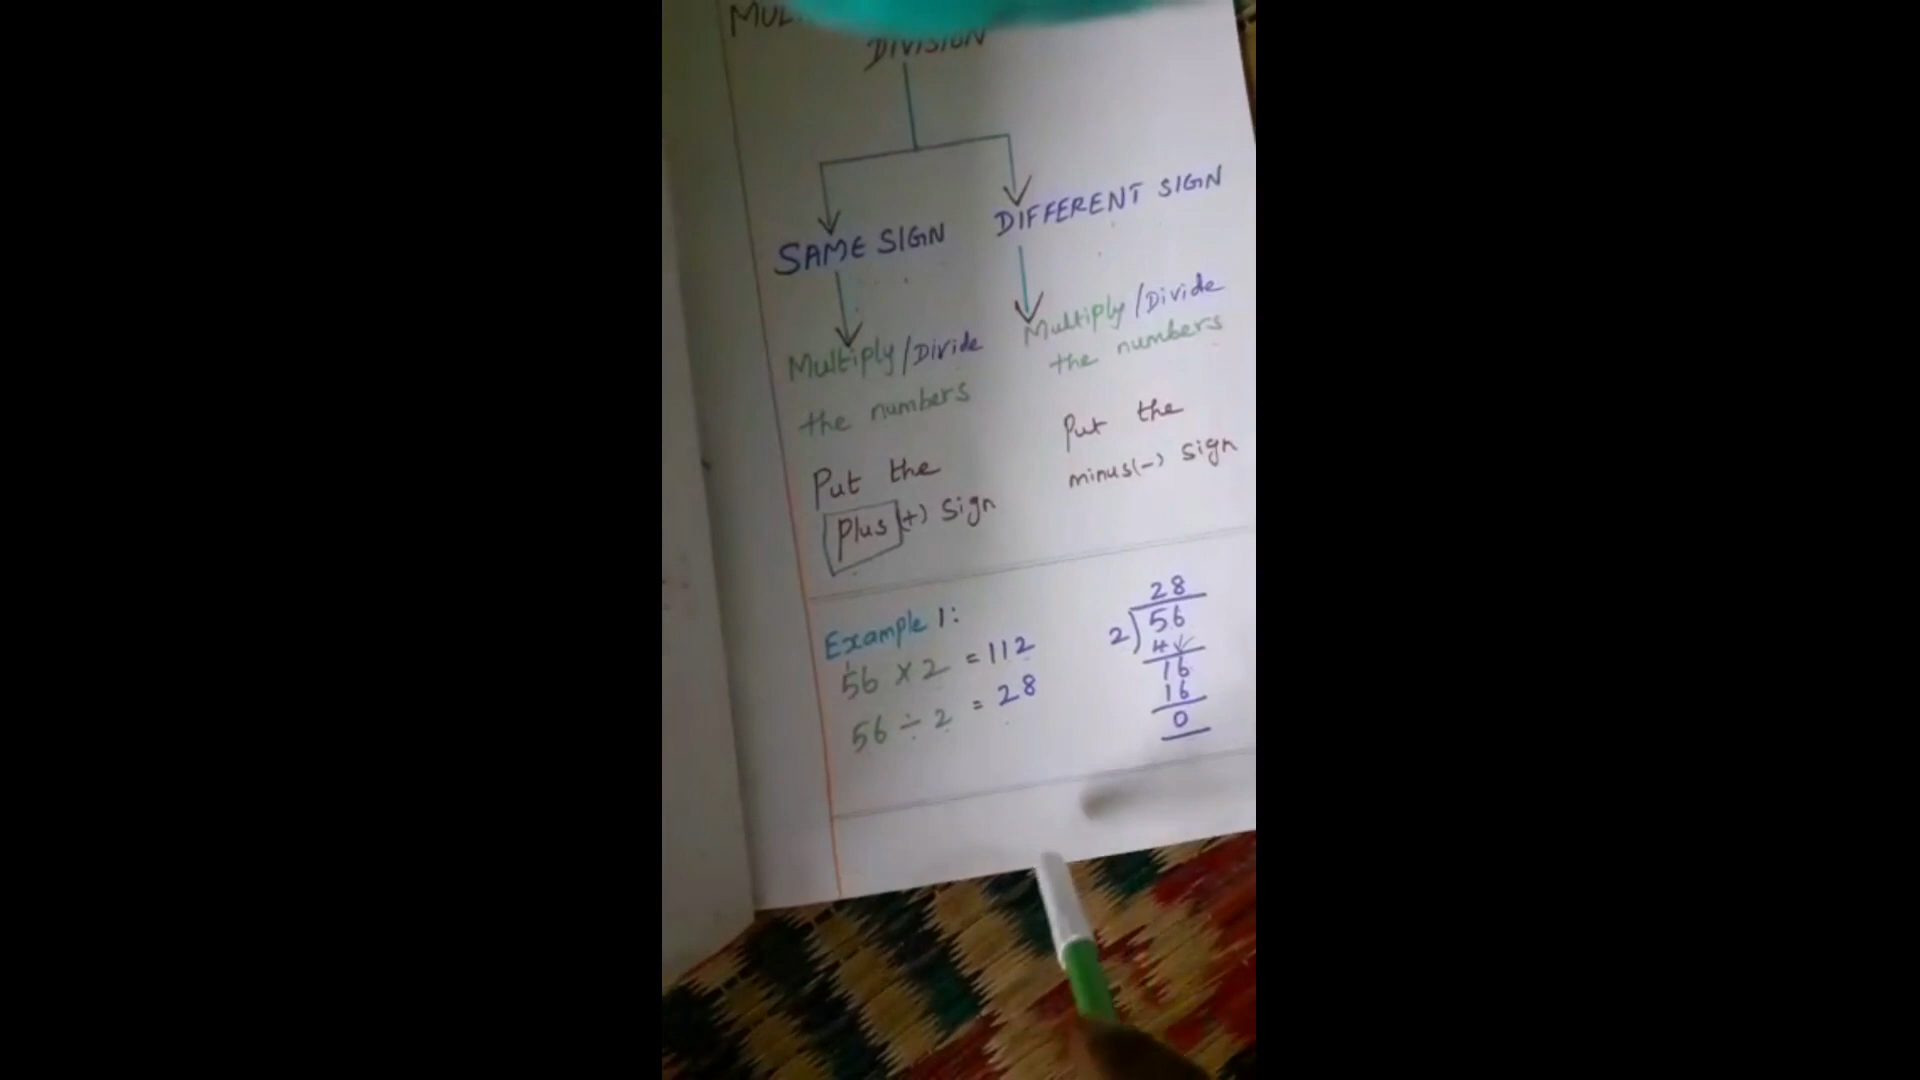 DIVISION
SAME SIGN
DIFFERENT SIGN
Multiply/Divide
the numbers
Put the
plus(+) sign
Multiply/Divide
the numbers
Put the
minus(-) sign
Example 1:
56 × 2 = 112
56 ÷ 2 = 28
28
2)56
4
16
16
0